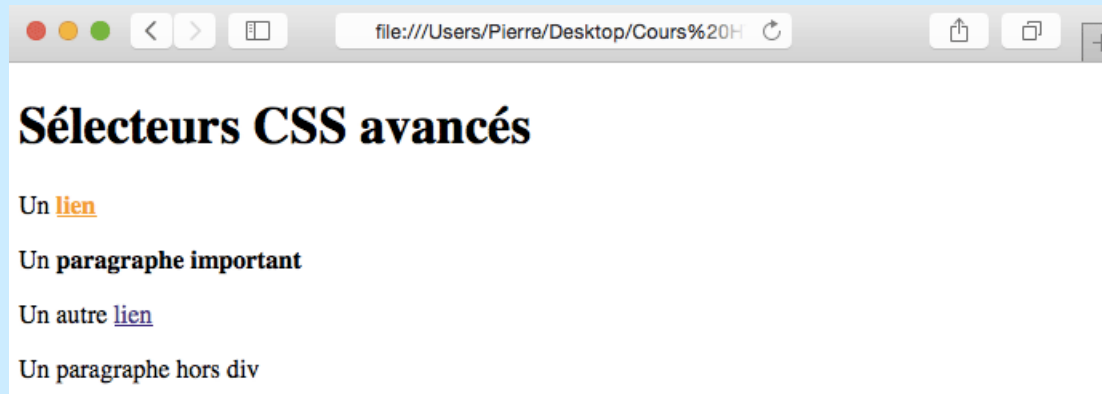 file:///Users/Pierre/Desktop/Cours%20H
Sélecteurs CSS avancés
Un lien
Un paragraphe important
Un autre lien
Un paragraphe hors div